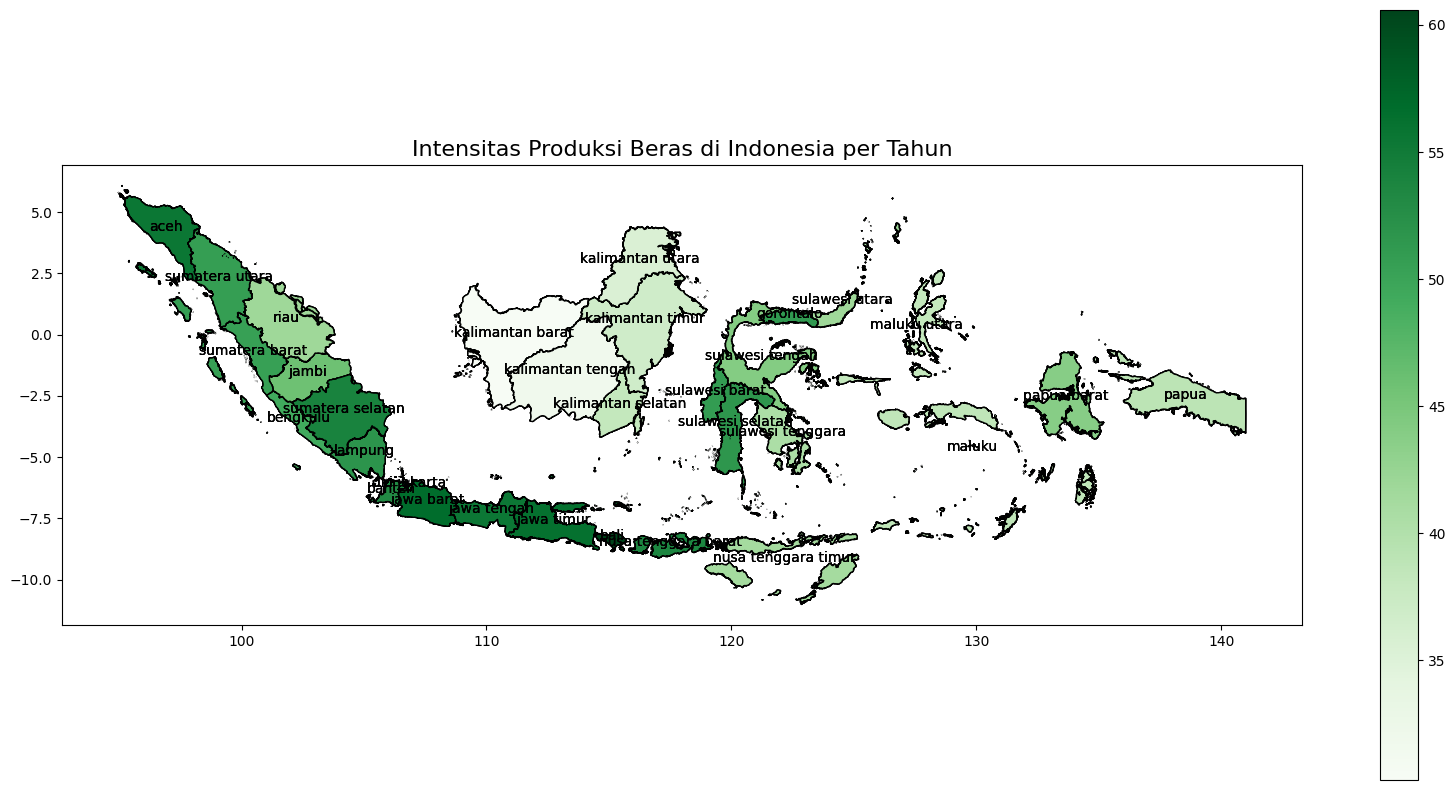 Intensitas Produksi Beras di Indonesia per Tahun
60
55
50
45
40
35
5.0
2.5
0.0
−2.5
−5.0
−7.5
−10.0
100
110
120
130
140
aceh
sumatera utara
riau
sumatera barat
jambi
sumatera selatan
bengkulu
lampung
banten
jawa barat
jawa tengah
jawa timur
bali
nusa tenggara barat
nusa tenggara timur
kalimantan utara
kalimantan timur
kalimantan barat
kalimantan tengah
kalimantan selatan
sulawesi utara
gorontalo
sulawesi tengah
sulawesi barat
sulawesi selatan
sulawesi tenggara
maluku utara
maluku
papua barat
papua